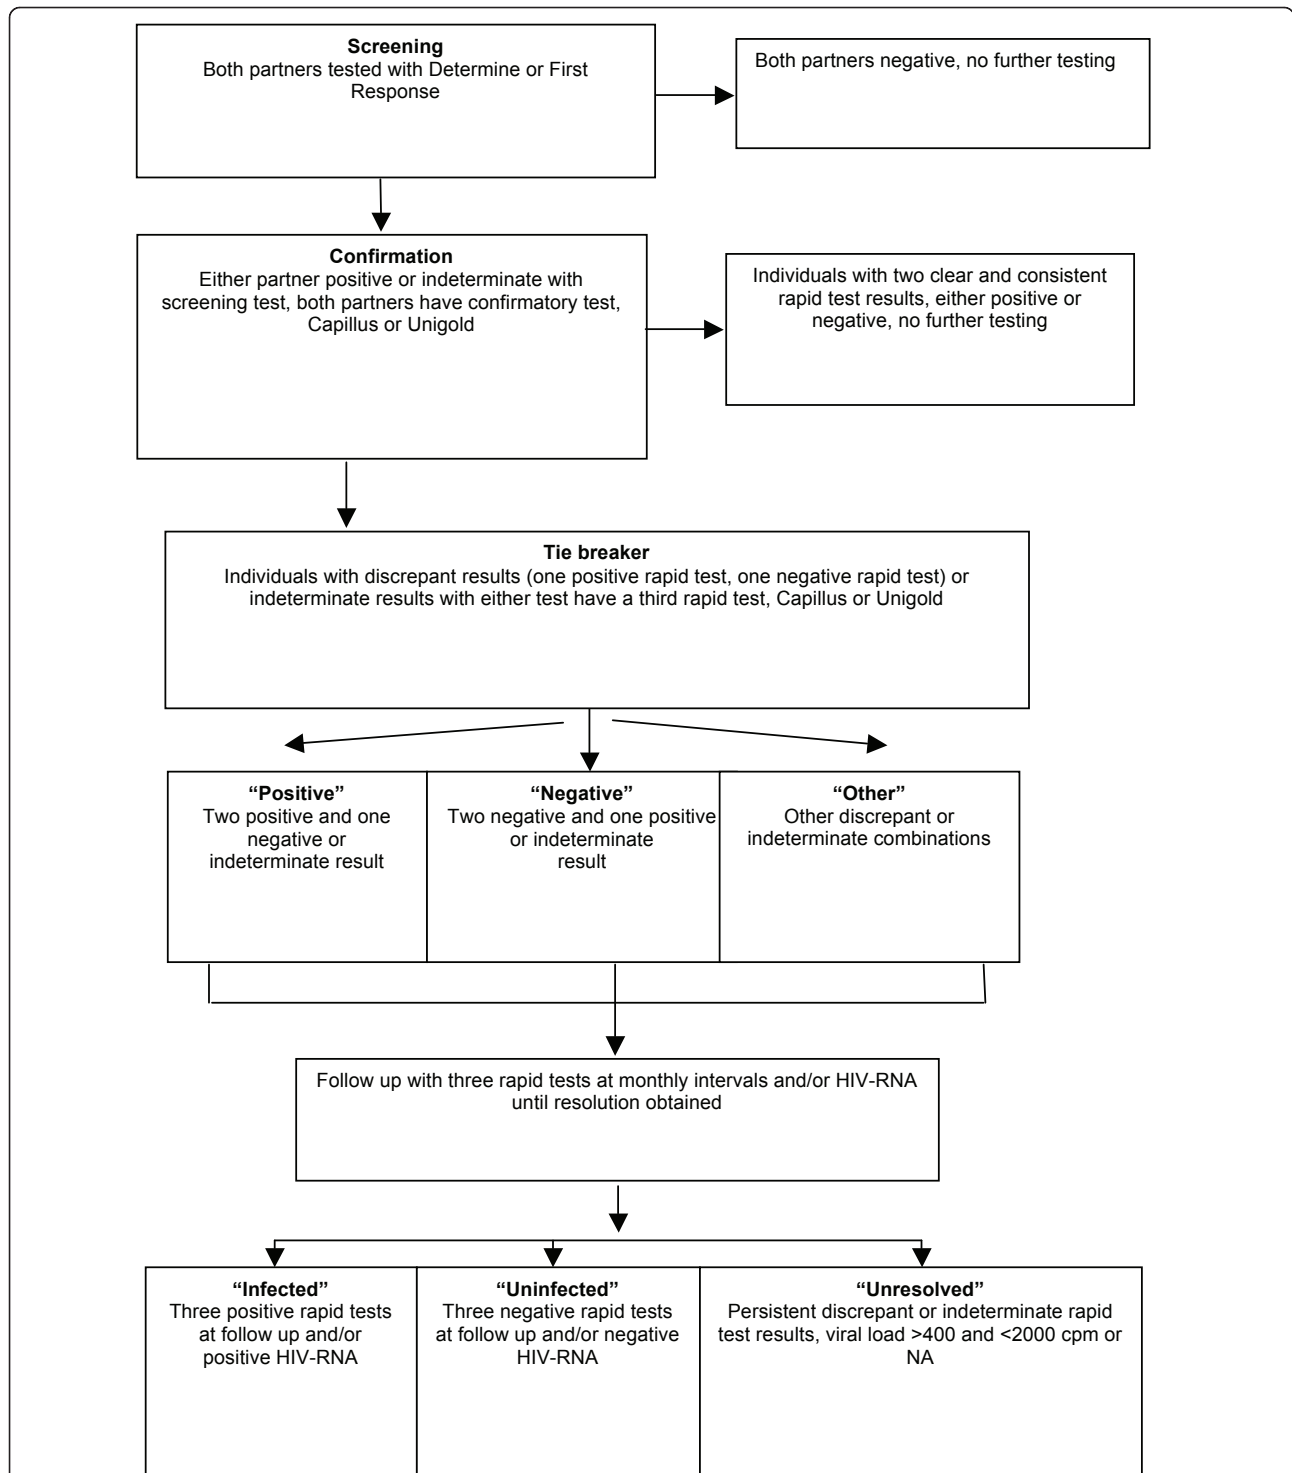 Screening
Both partners tested with Determine or First
Response
Both partners negative, no further testing
Confirmation
Either partner positive or indeterminate with
screening test, both partners have confirmatory test,
Capillus or Unigold
Individuals with two clear and consistent
rapid test results, either positive or
negative, no further testing
Tie breaker
Individuals with discrepant results (one positive rapid test, one negative rapid test) or
indeterminate results with either test have a third rapid test, Capillus or Unigold
“Positive”
Two positive and one
negative or
indeterminate result
“Negative”
Two negative and one positive
or indeterminate
result
“Other”
Other discrepant or
indeterminate combinations
Follow up with three rapid tests at monthly intervals and/or HIV-RNA
until resolution obtained
“Infected”
Three positive rapid tests
at follow up and/or
positive HIV-RNA
“Uninfected”
Three negative rapid tests
at follow up and/or negative
HIV-RNA
“Unresolved”
Persistent discrepant or indeterminate rapid
test results, viral load >400 and <2000 cpm or
NA